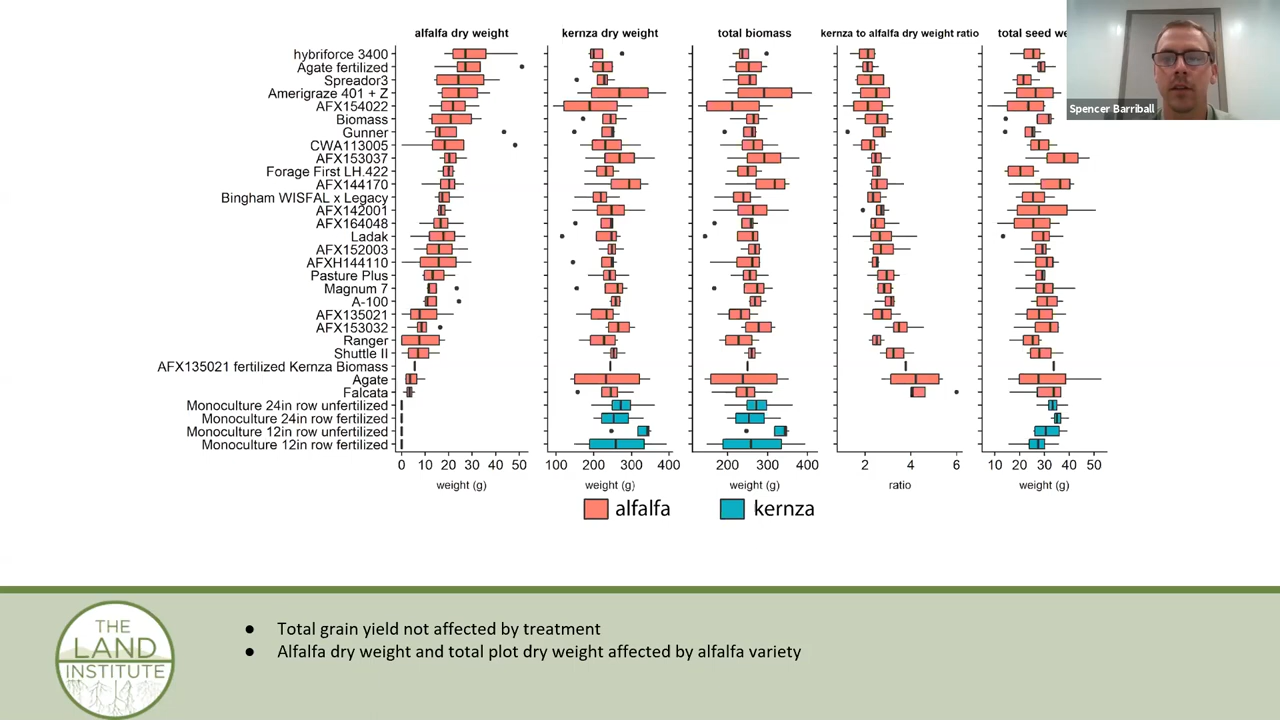 alfalfa dry weight
kernza dry weight
total biomass
kernza to alfalfa dry weight ratio
total seed we
Spencer Barriball
hybriforce 3400
Agate fertilized
Spreador3
Amerigraze 401 + Z
AFX154022
Biomass
Gunner
CWA113005
AFX153037
Forage First LH.422
AFX144170
Bingham WISFAL x Legacy
AFX142001
AFX164048
Ladak
AFX152003
AFXH144110
Pasture Plus
Magnum 7
A-100
AFX135021
AFX153032
Ranger
Shuttle II
AFX135021 fertilized Kernza Biomass
Agate
Falcata
Monoculture 24in row unfertilized
Monoculture 24in row fertilized
Monoculture 12in row unfertilized
Monoculture 12in row fertilized
0 10 20 30 40 50
100 200 300 400
200 300 400
2 4 6
10 20 30 40 50
weight (g)
weight (g)
weight (g)
ratio
weight (g)
alfalfa
kernza
THE
LAND
INSTITUTE
● Total grain yield not affected by treatment
● Alfalfa dry weight and total plot dry weight affected by alfalfa variety